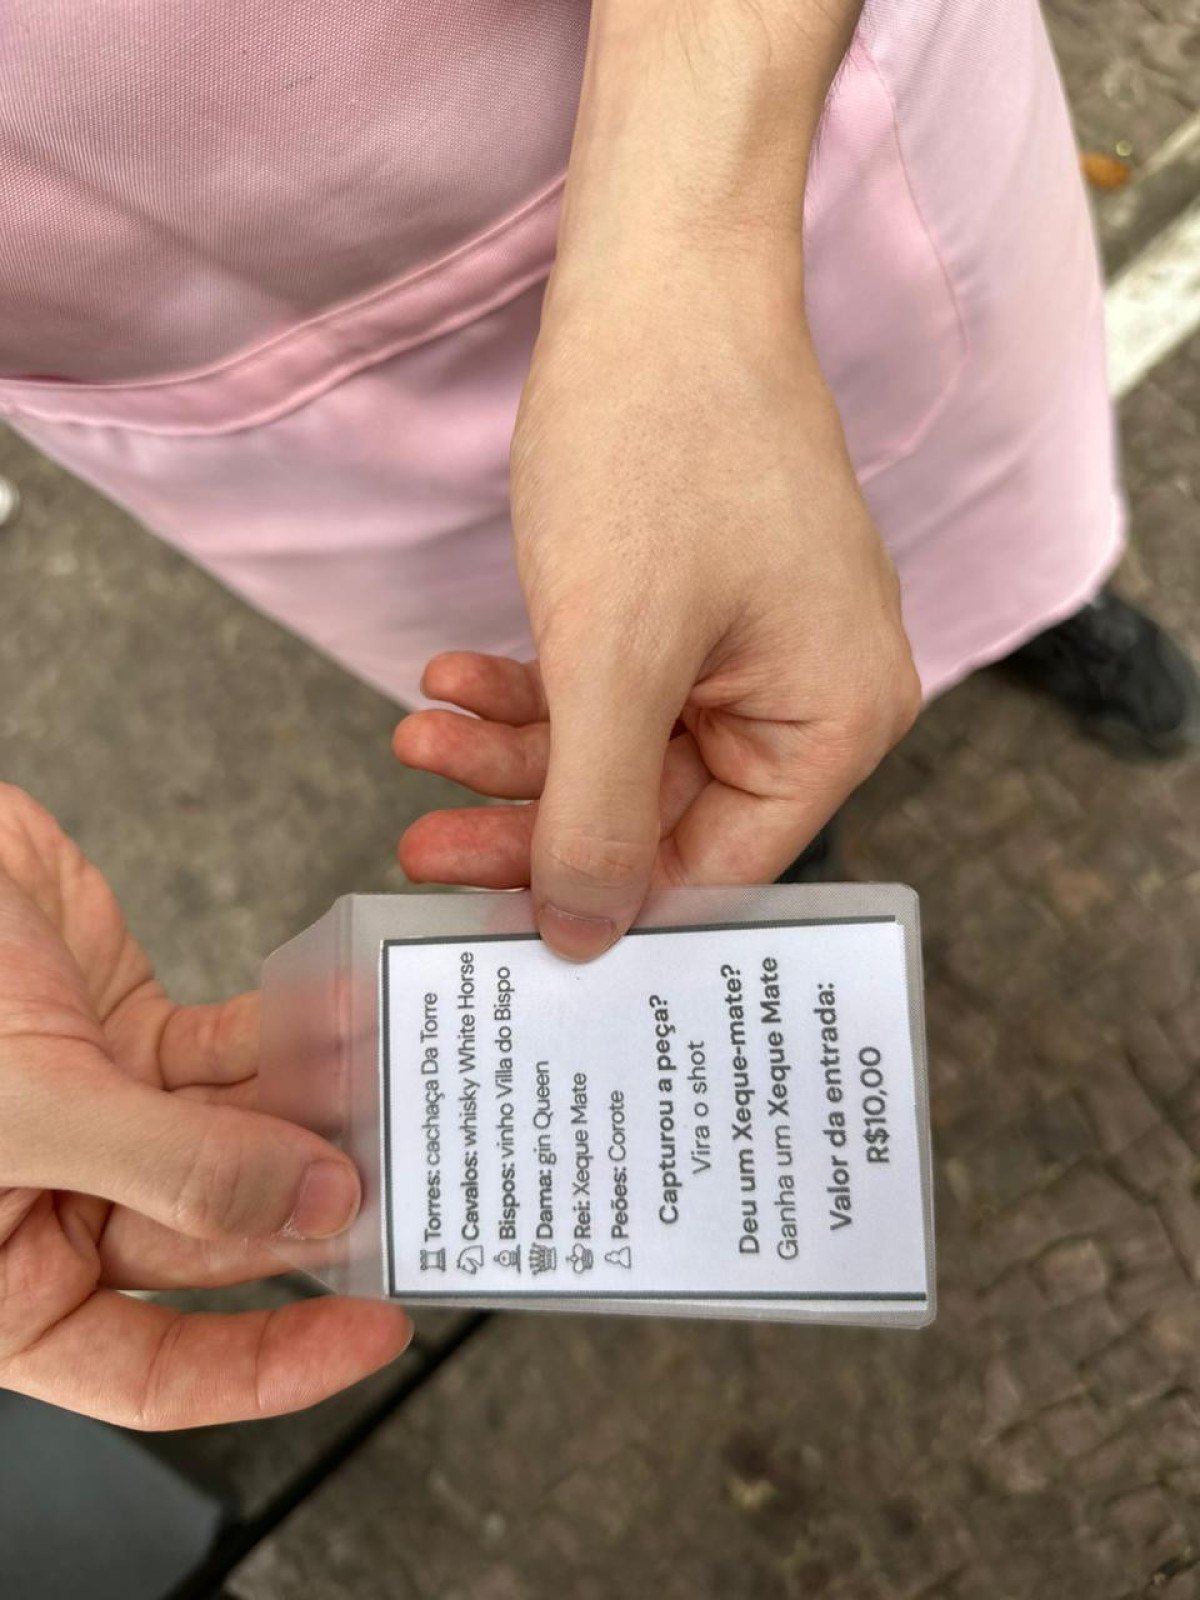 Torres: cachaça Da Torre
Cavalos: whisky White Horse
Bispos: vinho Villa do Bispo
Dama: gin Queen
Rei: Xeque Mate
Peões: Corote
Capturou a peça?
Vira o shot
Deu um Xeque-mate?
Ganha um Xeque Mate
Valor da entrada:
R$10,00